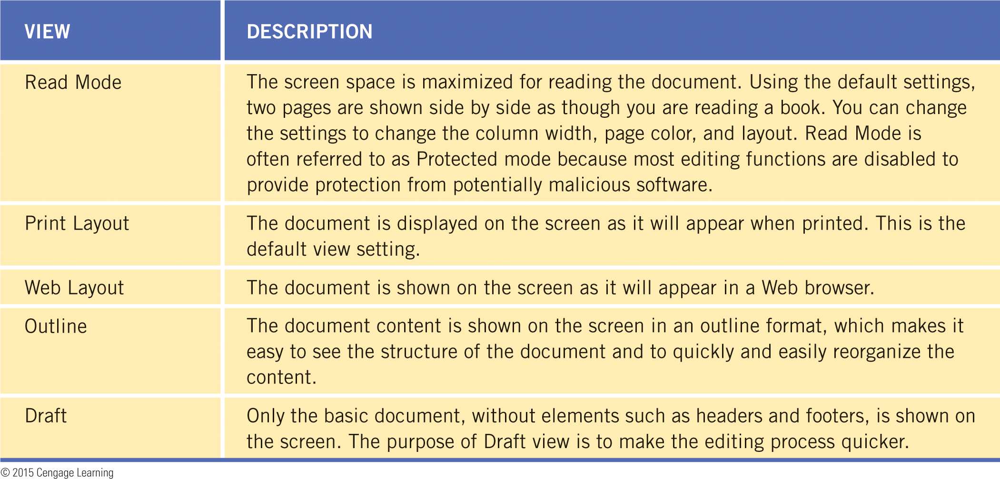 VIEW DESCRIPTION
Read Mode The screen space is maximized for reading the document. Using the default settings,
two pages are shown side by side as though you are reading a book. You can change
the settings to change the column width, page color, and layout. Read Mode is
often referred to as Protected mode because most editing functions are disabled to
provide protection from potentially malicious software.
Print Layout The document is displayed on the screen as it will appear when printed. This is the
default view setting.
Web Layout The document is shown on the screen as it will appear in a Web browser.
Outline The document content is shown on the screen in an outline format, which makes it
easy to see the structure of the document and to quickly and easily reorganize the
content.
Draft Only the basic document, without elements such as headers and footers, is shown on
the screen. The purpose of Draft view is to make the editing process quicker.
© 2015 Cengage Learning